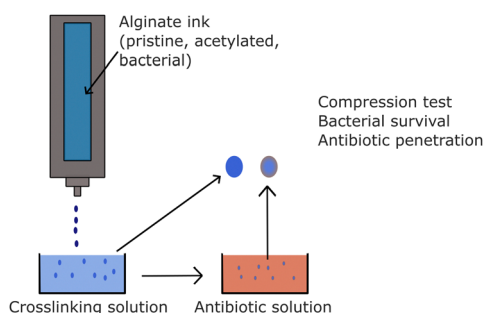 Alginate ink
(pristine, acetylated,
bacterial)
Compression test
Bacterial survival
Antibiotic penetration
Crosslinking solution
Antibiotic solution